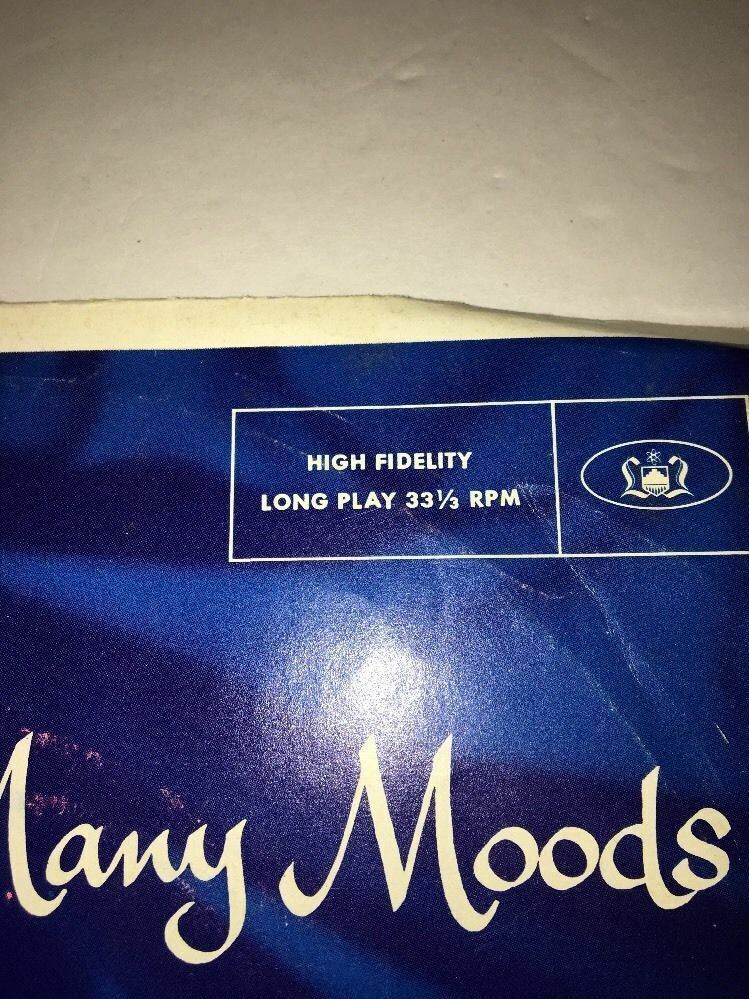 HIGH FIDELITY
LONG PLAY 33⅓ RPM
Many Moods